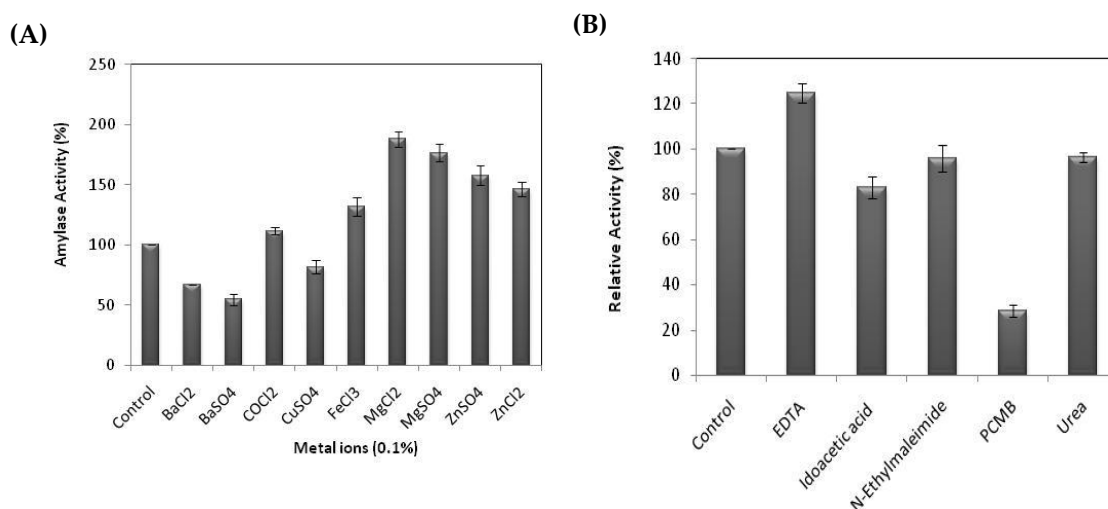 (A)
250
200
150
100
50
0
Amylase Activity (%)
Control
BaCl2
BaSO4
COCl2
CuSO4
FeCl3
MgCl2
MgSO4
ZnSO4
ZnCl2
Metal ions (0.1%)
(B)
140
120
100
80
60
40
20
0
Relative Activity (%)
Control
EDTA
Idoacetic acid
N-Ethylmaleimide
PCMB
Urea